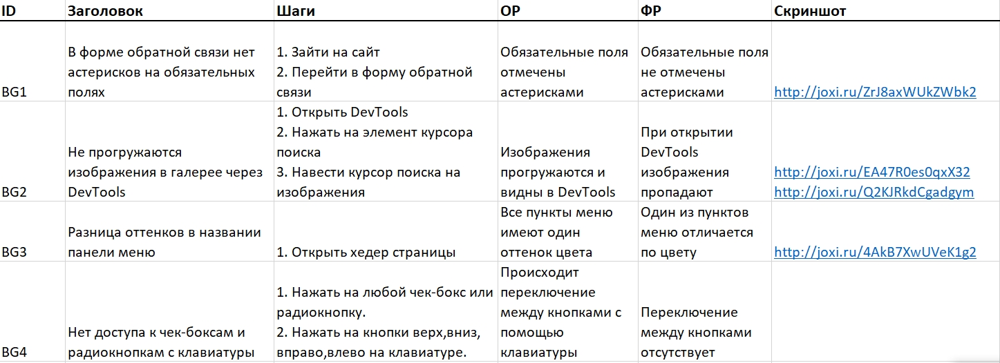 ID Заголовок Шаги ОР ФР Скриншот
BG1
В форме обратной связи нет
астерисков на обязательных
полях
1. Зайти на сайт
2. Перейти в форму обратной
связи
Обязательные поля
отмечены
астерисками
Обязательные поля
не отмечены
астерисками
http://joxi.ru/ZrJ8axWUkZWbk2
BG2
Не прогружаются
изображения в галерее через
DevTools
1. Открыть DevTools
2. Нажать на элемент курсора
поиска
3. Навести курсор поиска на
изображения
Изображения
прогружаются и
видны в DevTools
При открытии
DevTools
изображения
пропадают
http://joxi.ru/EA47R0es0qxX32
http://joxi.ru/Q2KJRkdCgadgym
BG3
Разница оттенков в названии
панели меню
1. Открыть хедер страницы
Все пункты меню
имеют один
оттенок цвета
Один из пунктов
меню отличается
по цвету
http://joxi.ru/4AkB7XwUVeK1g2
BG4
Нет доступа к чек-боксам и
радиокнопкам с клавиатуры
1. Нажать на любой чек-бокс или
радиокнопку.
2. Нажать на кнопки верх,вниз,
вправо,влево на клавиатуре.
Происходит
переключение
между кнопками с
помощью
клавиатуры
Переключение
между кнопками
отсутствует